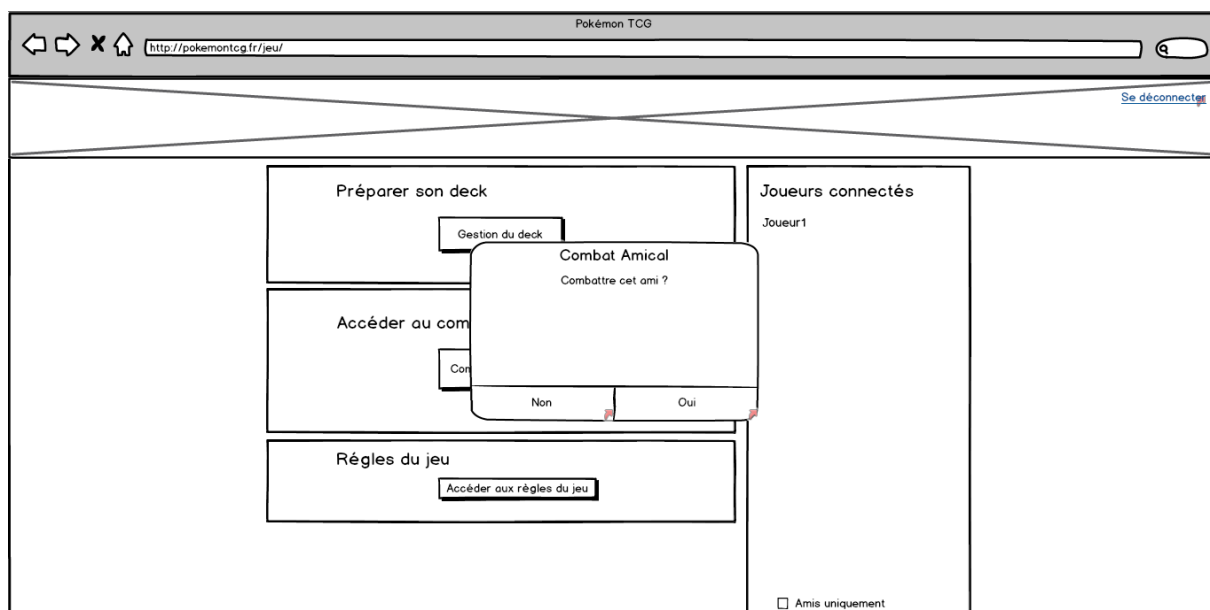 Pokémon TCG
http://pokemontcg.fr/jeu/
Se déconnecter
Préparer son deck
Gestion du deck
Joueurs connectés
Joueur1
Combat Amical
Combattre cet ami ?
Accéder au com
Com
Non
Oui
Régles du jeu
Accéder aux règles du jeu
Amis uniquement